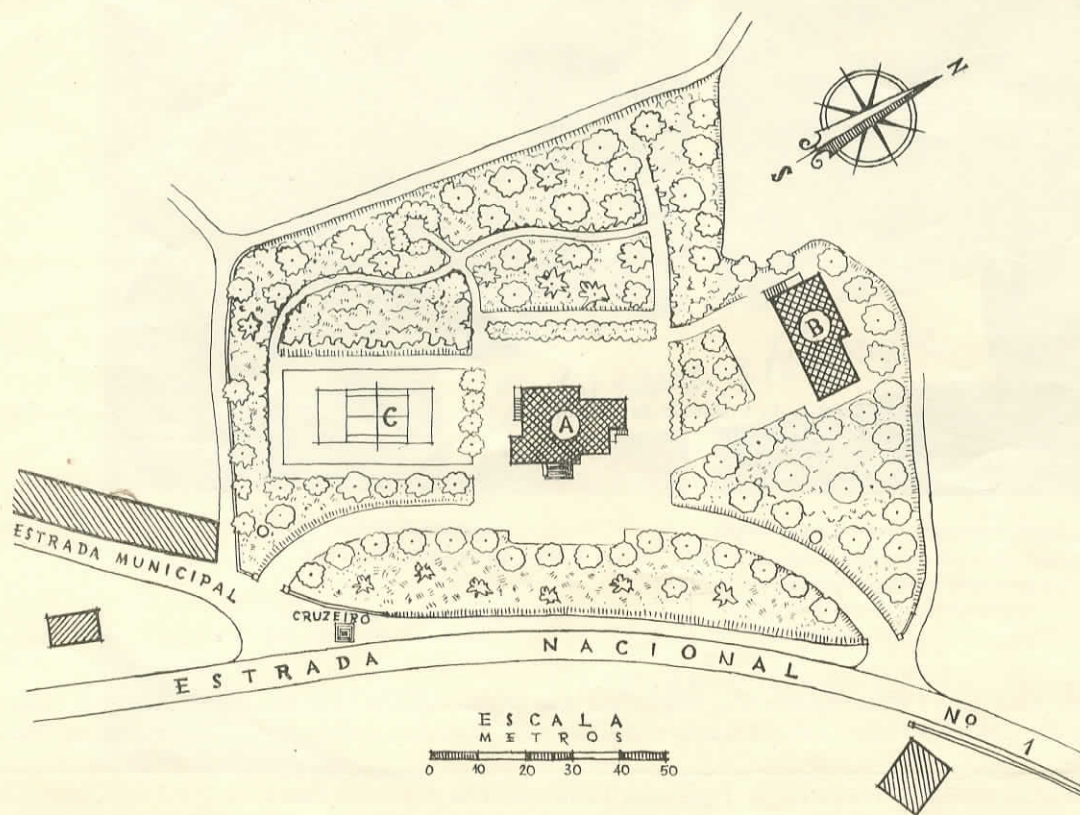 N
S
B
C
A
ESTRADA MUNICIPAL
CRUZEIRO
ESTRADA NACIONAL Nº 1
ESCALA
METROS
0 10 20 30 40 50